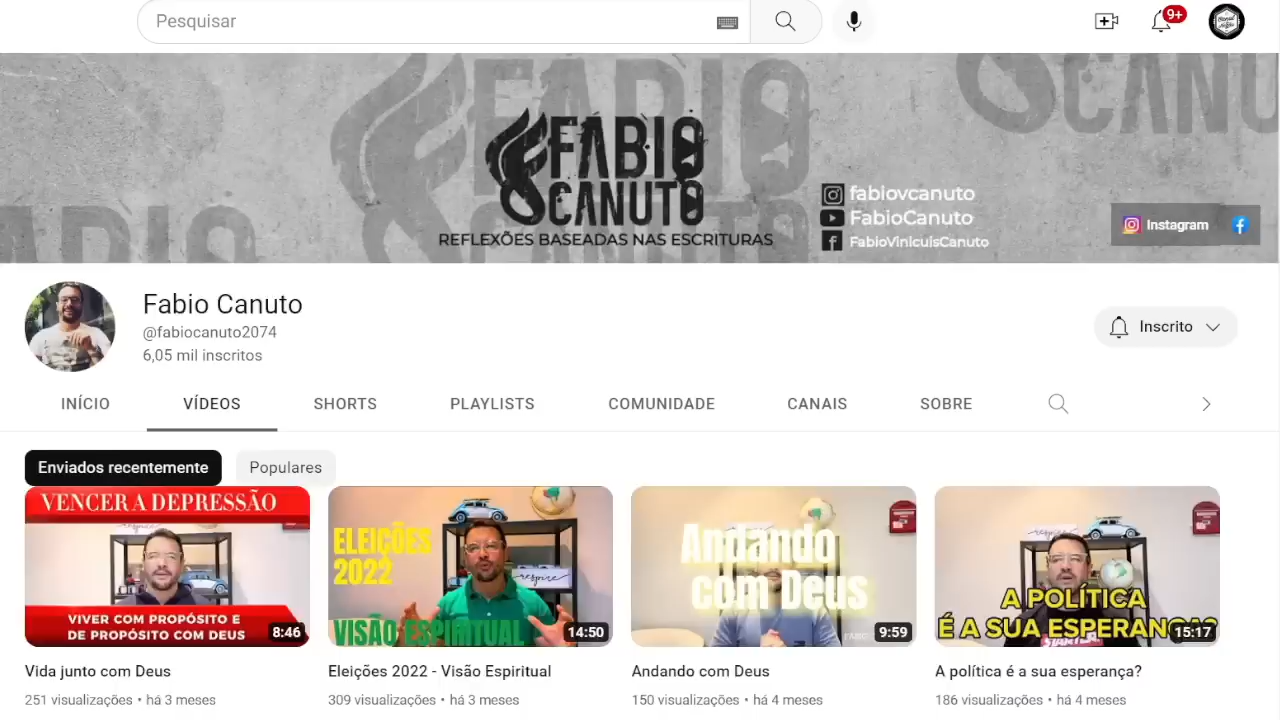 Pesquisar
9+
FABIO
CANUTO
REFLEXÕES BASEADAS NAS ESCRITURAS
fabiovcanuto
FabioCanuto
FabioViniciusCanuto
Instagram
Fabio Canuto
@fabiocanuto2074
6,05 mil inscritos
Inscrito
INÍCIO VÍDEOS SHORTS PLAYLISTS COMUNIDADE CANAIS SOBRE
Enviados recentemente Populares
VENCER A DEPRESSÃO
VIVER COM PROPÓSITO E
DE PROPÓSITO COM DEUS
8:46
Vida junto com Deus
251 visualizações • há 3 meses
ELEIÇÕES
2022
respire
VISÃO ESPIRITUAL
14:50
Eleições 2022 - Visão Espiritual
309 visualizações • há 3 meses
Andando
com Deus
9:59
Andando com Deus
150 visualizações • há 4 meses
respire
A POLÍTICA
É A SUA ESPERANÇA?
15:17
A política é a sua esperança?
186 visualizações • há 4 meses